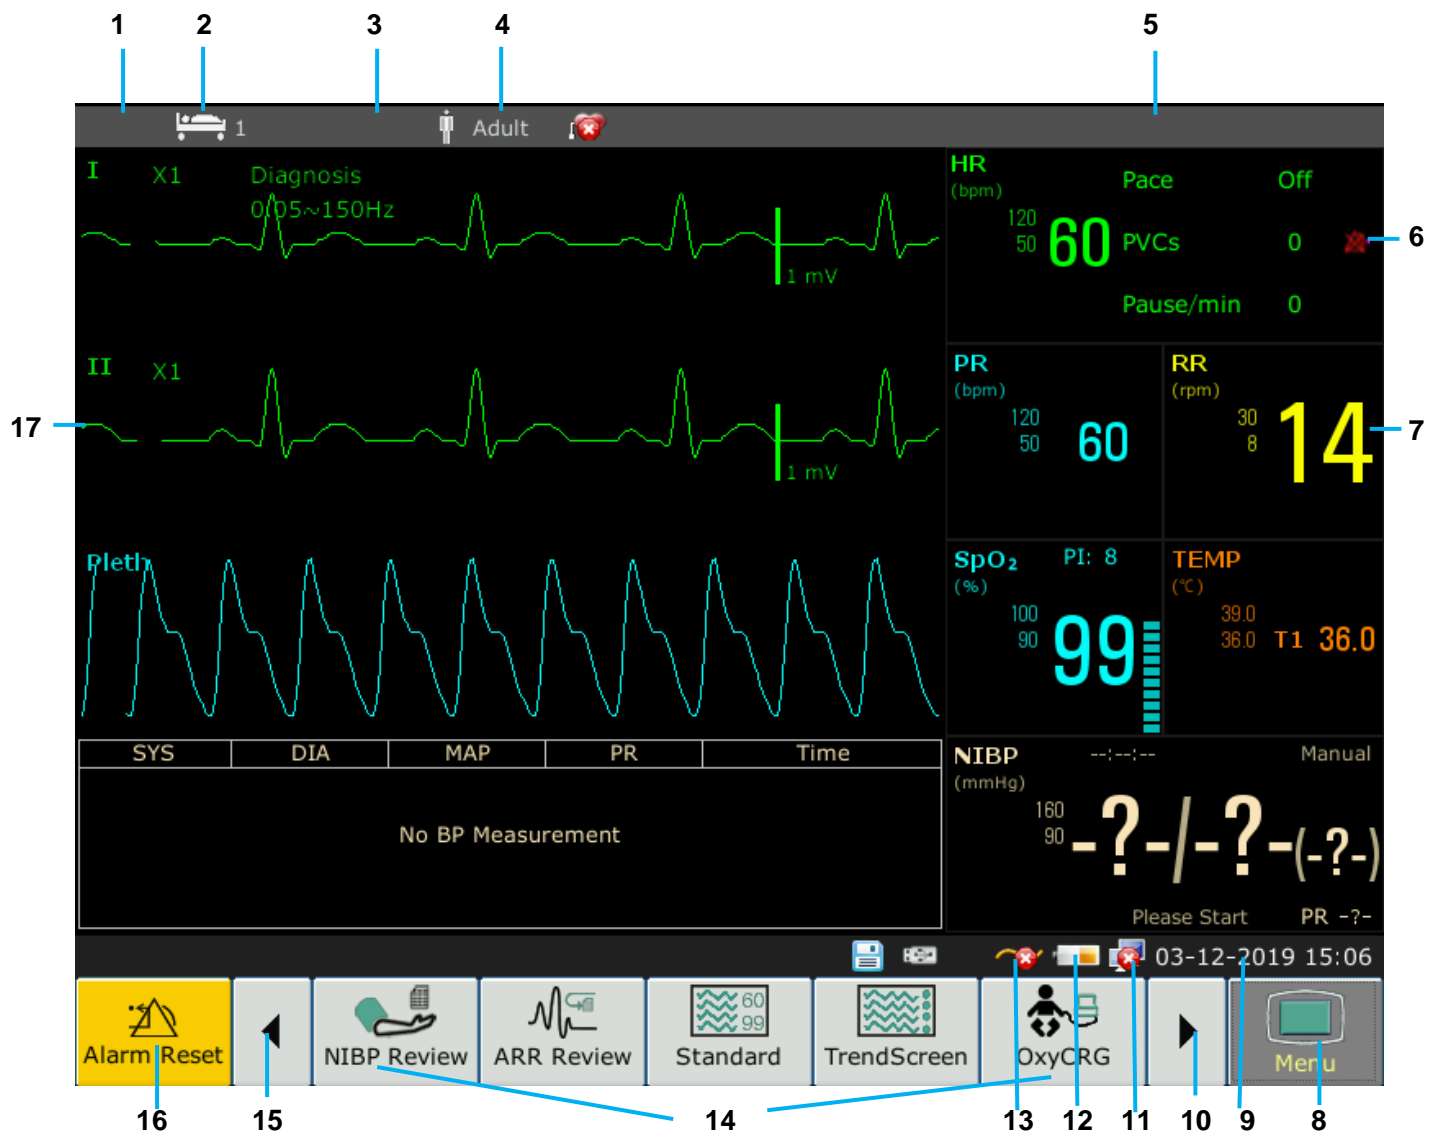 1 2 3 4 5
1 Adult
I X1 Diagnosis
0.05~150Hz
1 mV
HR
(bpm)
120
50
60
Pace Off
PVCs 0
Pause/min 0
6
II X1
1 mV
17
PR
(bpm)
120
50
60
RR
(rpm)
30
8
14
7
Pleth
SpO₂ PI: 8
(%)
100
90
99
TEMP
(°C)
39.0
36.0
T1 36.0
SYS DIA MAP PR Time
No BP Measurement
NIBP --:--:-- Manual
(mmHg)
160
90
-?-/-?-(-?-)
Please Start PR -?-
03-12-2019 15:06
Alarm Reset
NIBP Review
ARR Review
60
99
Standard
TrendScreen
OxyCRG
Menu
16 15 14 13 12 11 10 9 8